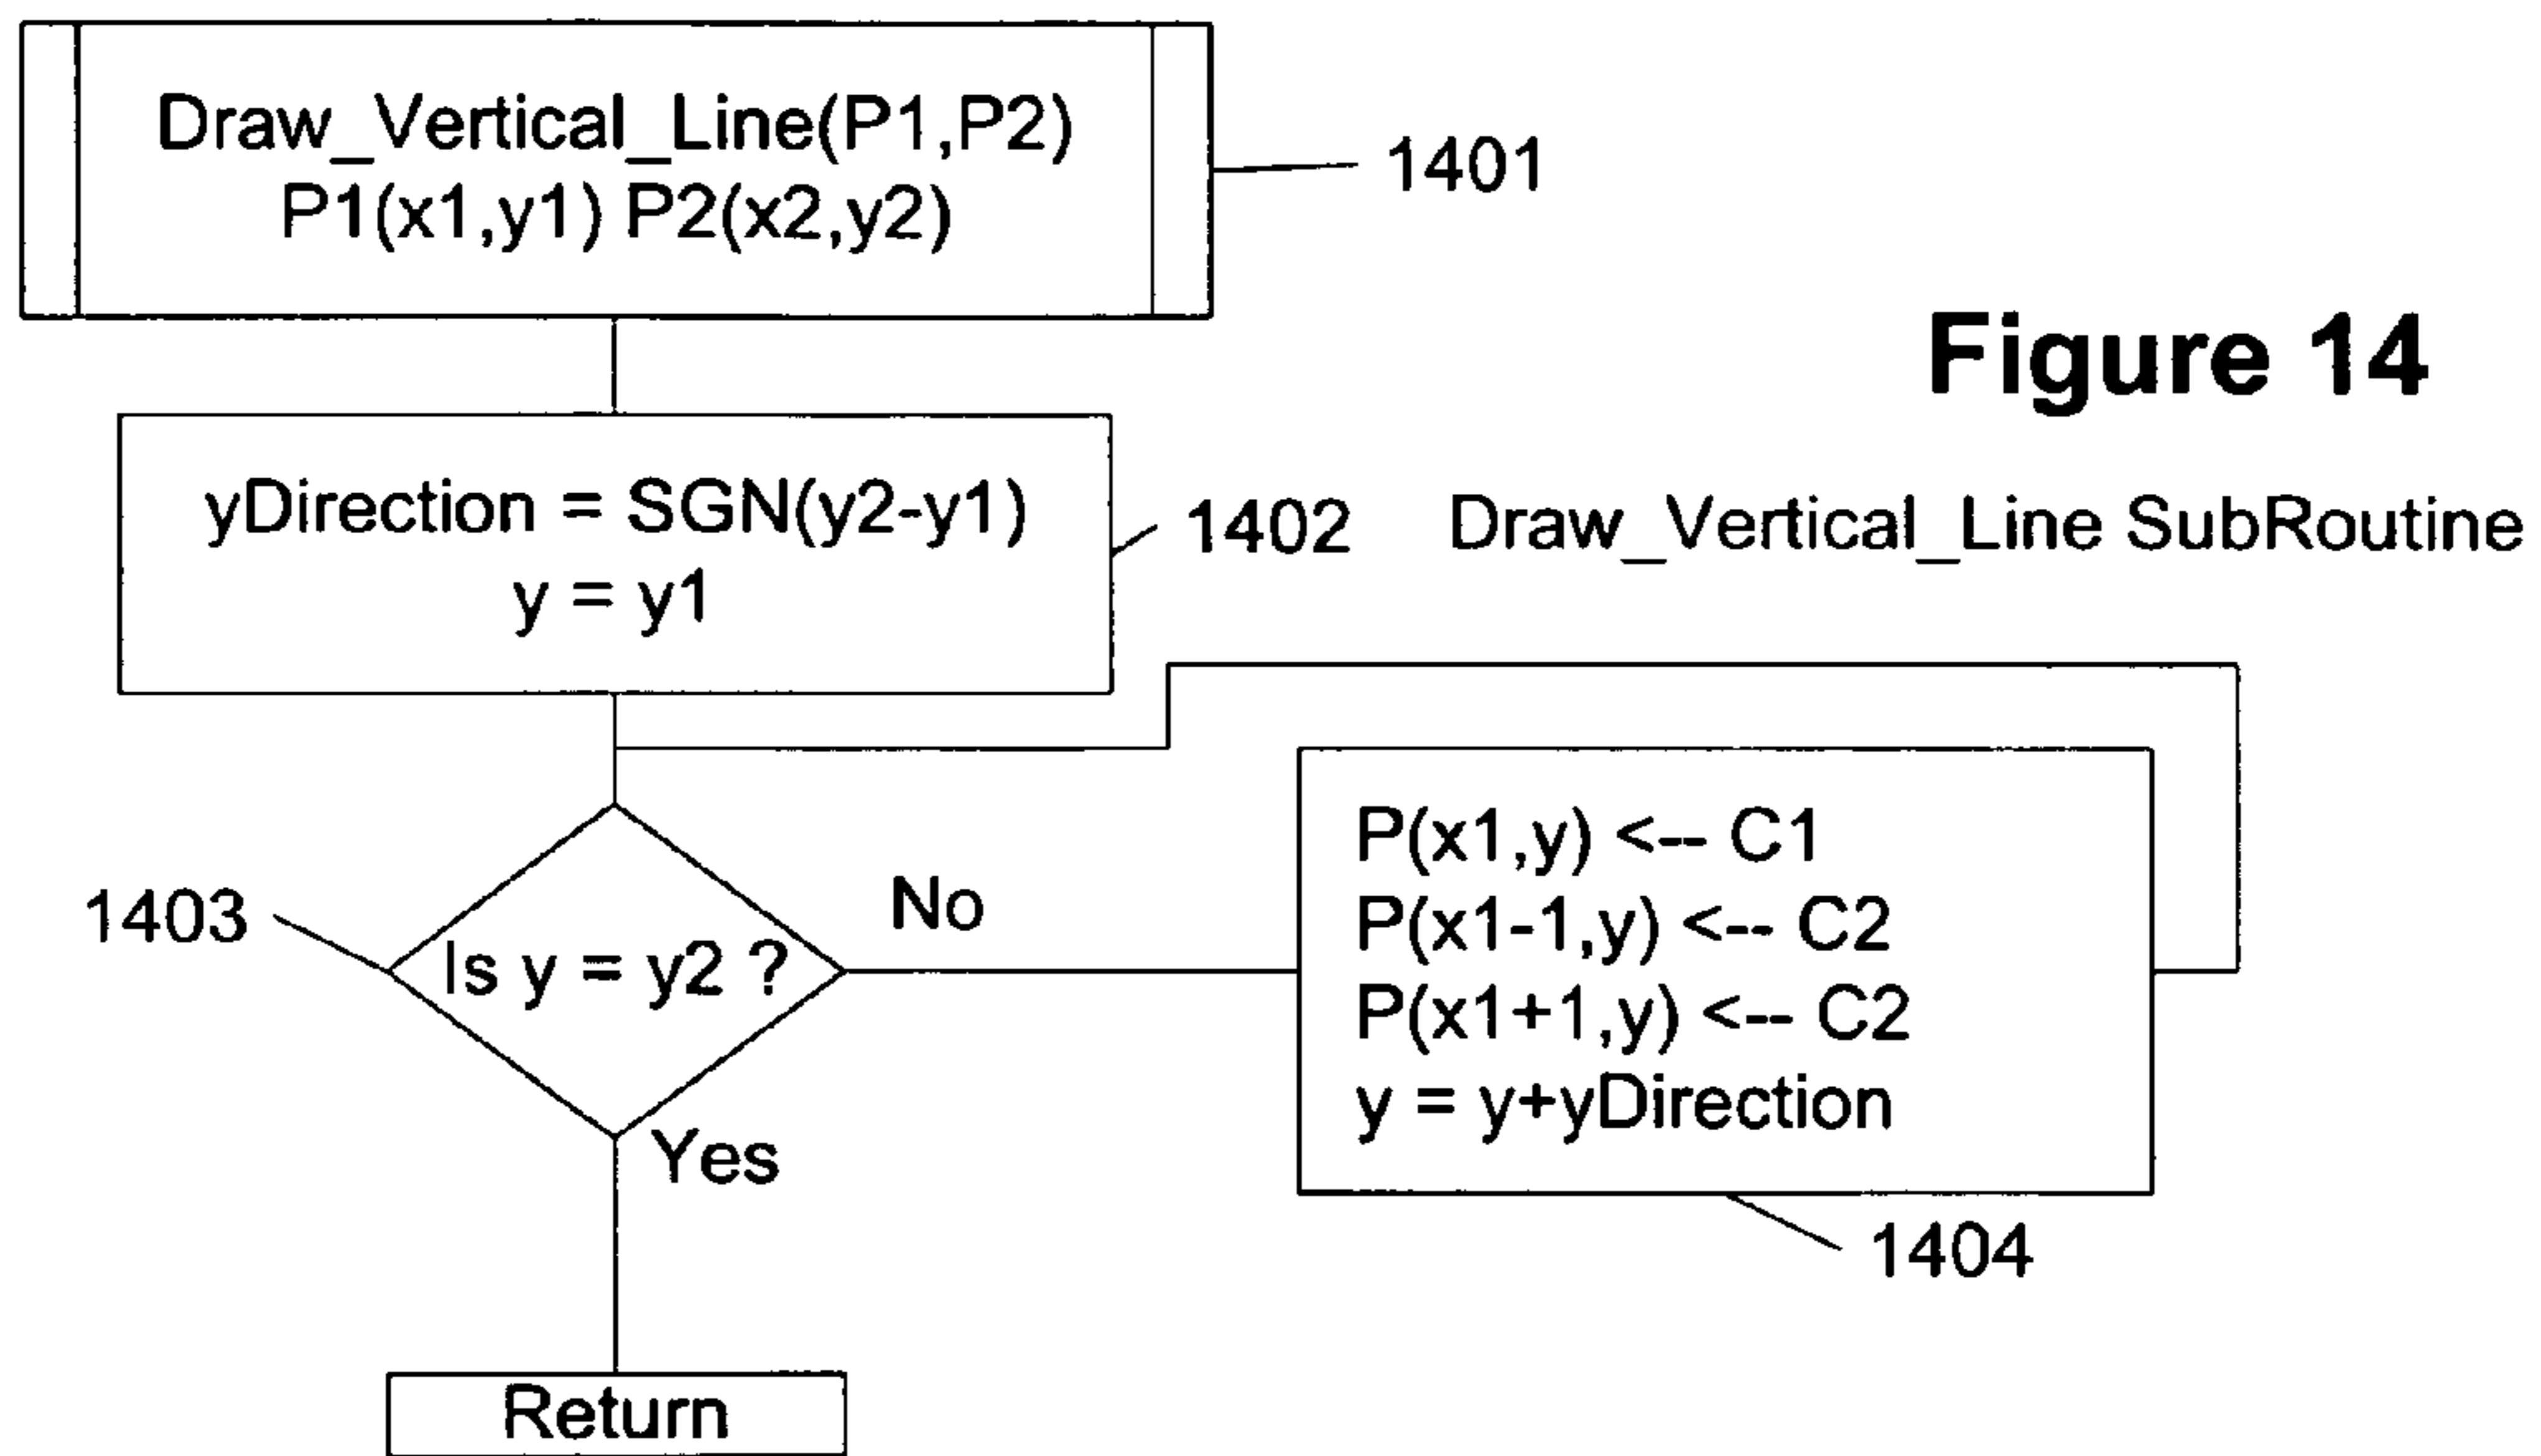 Draw_Vertical_Line(P1,P2)
P1(x1,y1) P2(x2,y2)
1401
Figure 14
yDirection = SGN(y2-y1)
y = y1
1402
Draw_Vertical_Line SubRoutine
1403
Is y = y2 ?
No
Yes
P(x1,y) <-- C1
P(x1-1,y) <-- C2
P(x1+1,y) <-- C2
y = y+yDirection
1404
Return